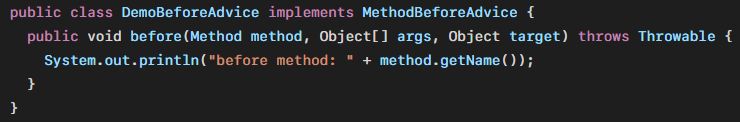 public class DemoBeforeAdvice implements MethodBeforeAdvice {
  public void before(Method method, Object[] args, Object target) throws Throwable {
    System.out.println("before method: " + method.getName());
  }
}